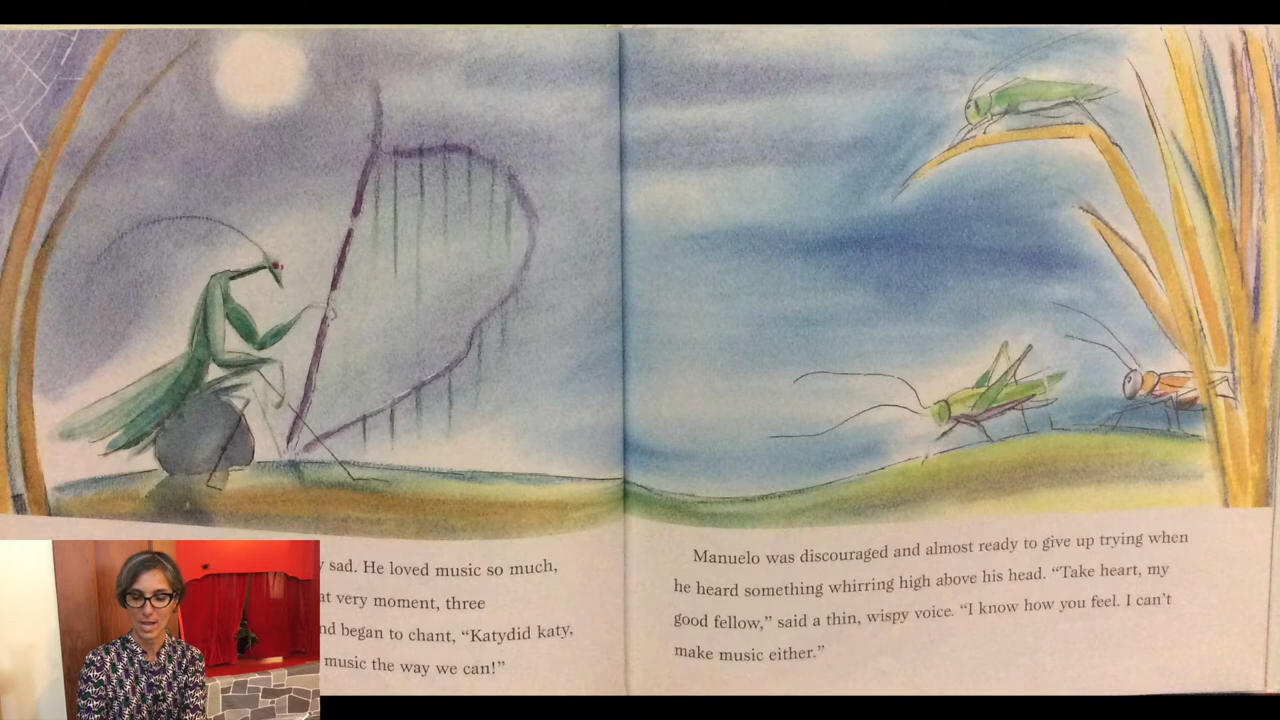 sad. He loved music so much,
very moment, three
began to chant, “Katydid katy,
music the way we can!”
Manuelo was discouraged and almost ready to give up trying when
he heard something whirring high above his head. “Take heart, my
good fellow,” said a thin, wispy voice. “I know how you feel. I can’t
make music either.”